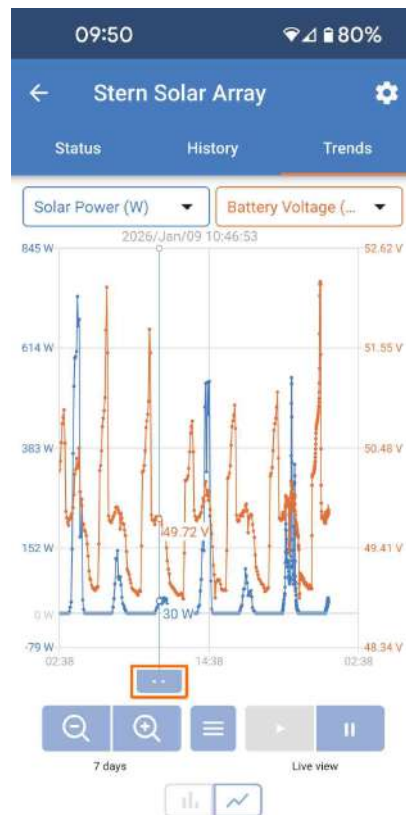 09:50 80%
Stern Solar Array
Status History Trends
Solar Power (W) Battery Voltage (...
2026/Jan/09 10:46:53
845 W 52.62 V
614 W 51.55 V
383 W 50.48 V
49.72 V
152 W 49.41 V
0 W 30 W
-79 W 48.34 V
02:38 14:38 02:38
7 days Live view